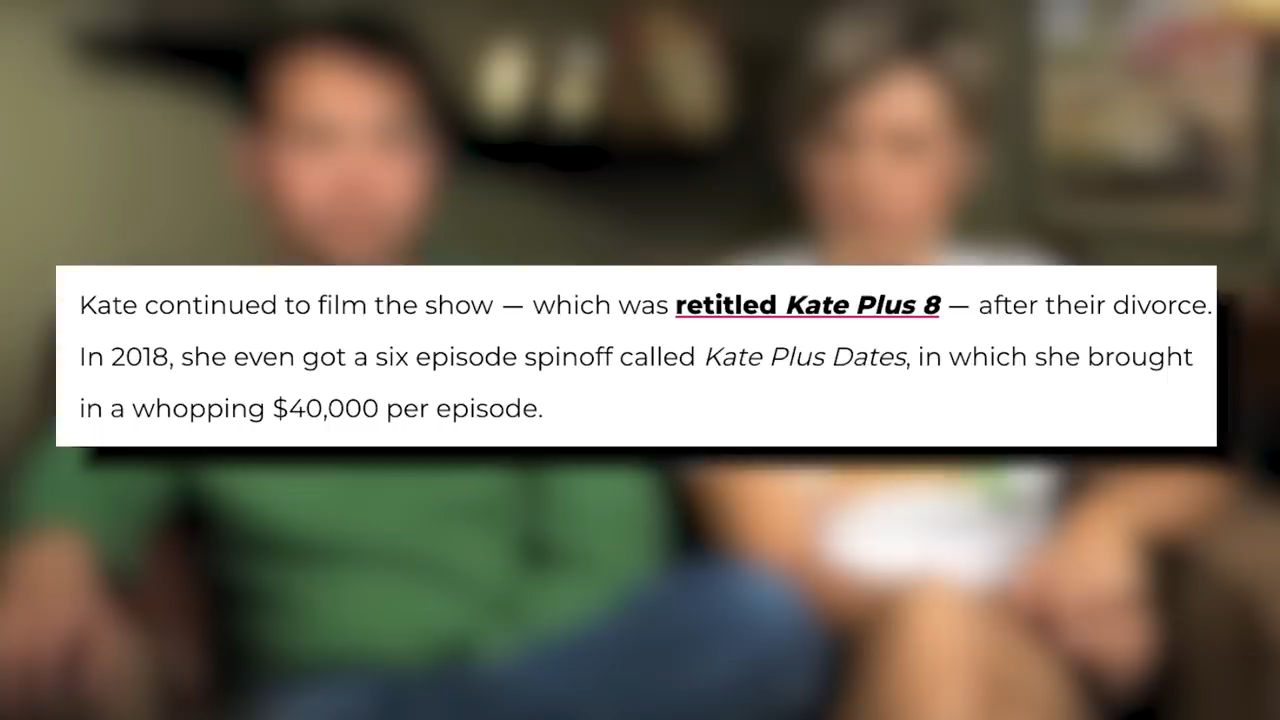 Kate continued to film the show — which was retitled Kate Plus 8 — after their divorce.
In 2018, she even got a six episode spinoff called Kate Plus Dates, in which she brought
in a whopping $40,000 per episode.